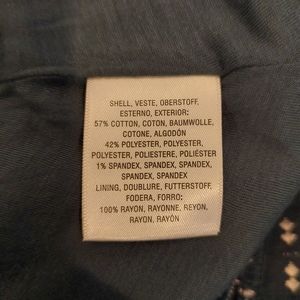 SHELL, VESTE, OBERSTOFF,
ESTERNO, EXTERIOR:
57% COTTON, COTON, BAUMWOLLE,
COTONE, ALGODÓN
42% POLYESTER, POLYESTER,
POLYESTER, POLIESTERE, POLIÉSTER
1% SPANDEX, SPANDEX, SPANDEX,
SPANDEX, SPANDEX
LINING, DOUBLURE, FUTTERSTOFF,
FODERA, FORRO:
100% RAYON, RAYONNE, REYON,
RAYON, RAYÓN